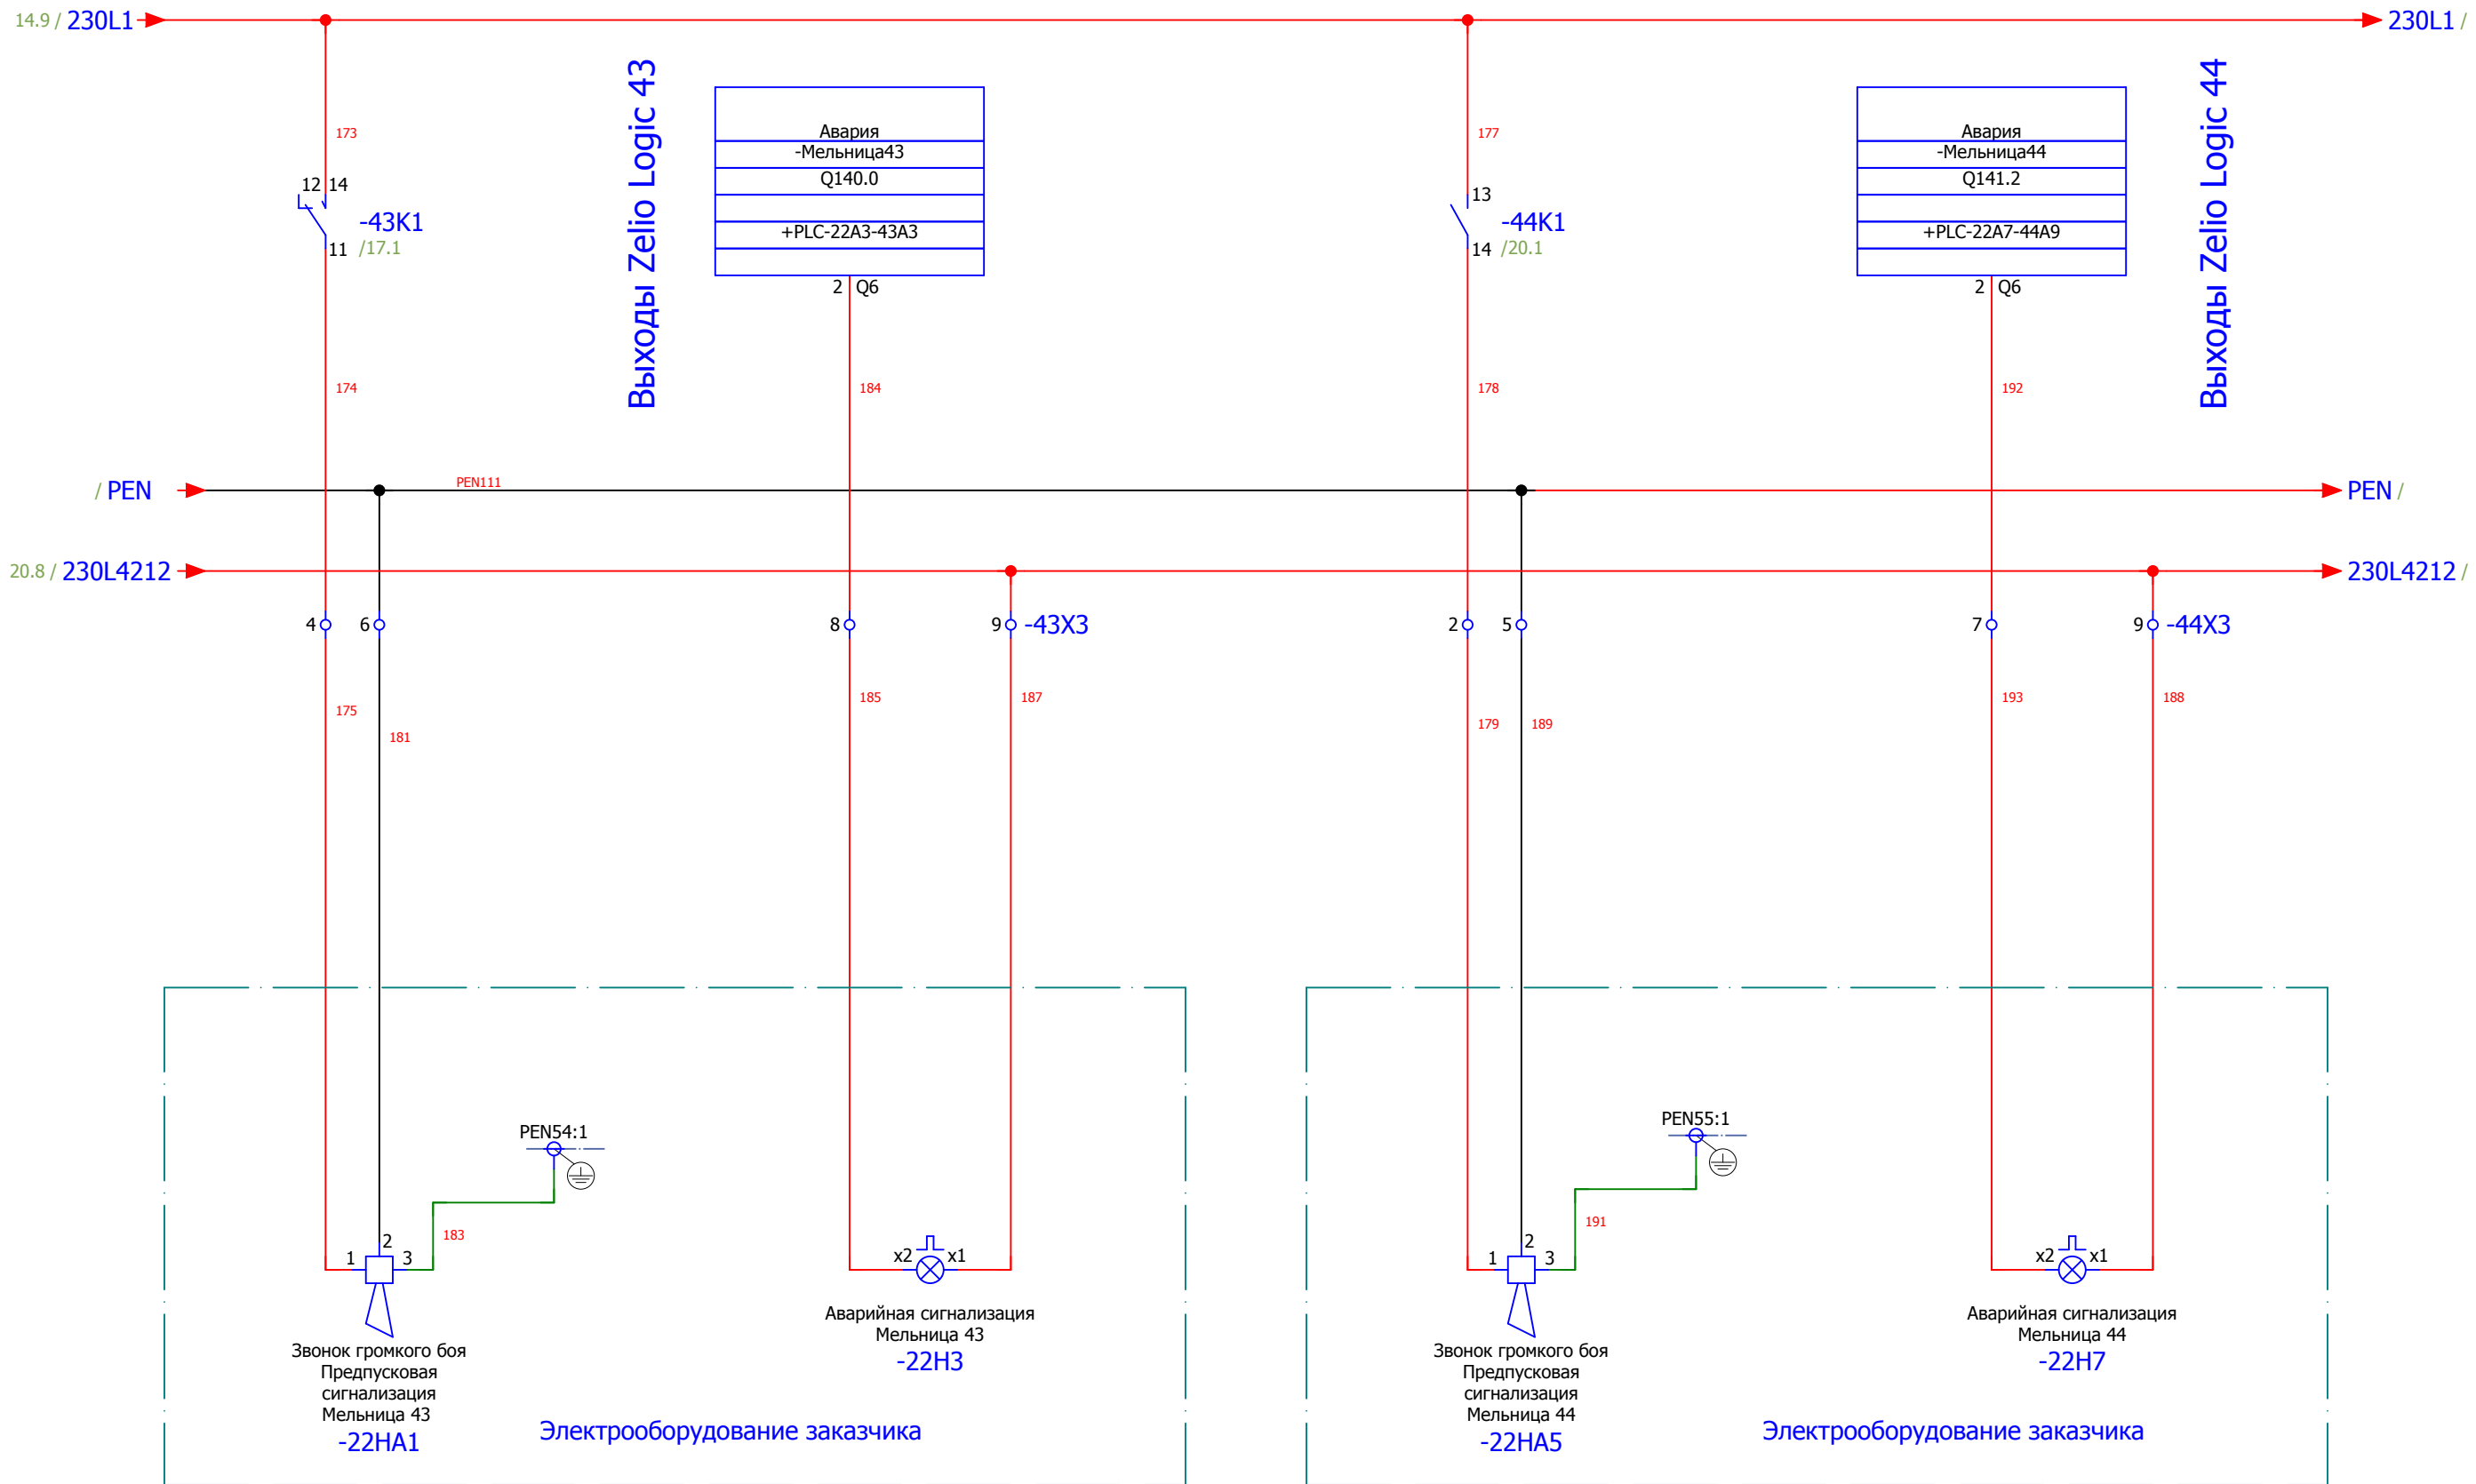 14.9 / 230L1
230L1 /
Выходы Zelio Logic 43
Авария
-Мельница43
Q140.0
+PLC-22A3-43A3
2 Q6
Выходы Zelio Logic 44
Авария
-Мельница44
Q141.2
+PLC-22A7-44A9
2 Q6
173
12 14
-43K1
11 /17.1
177
13
-44K1
14 /20.1
174
184
178
192
/ PEN
PEN111
PEN /
20.8 / 230L4212
230L4212 /
4
6
8
9
-43X3
2
5
7
9
-44X3
175
181
185
187
179
189
193
188
PEN54:1
183
1
2
3
x2
x1
Звонок громкого боя
Предпусковая
сигнализация
Мельница 43
-22HA1
Аварийная сигнализация
Мельница 43
-22H3
Электрооборудование заказчика
PEN55:1
191
1
2
3
x2
x1
Звонок громкого боя
Предпусковая
сигнализация
Мельница 44
-22HA5
Аварийная сигнализация
Мельница 44
-22H7
Электрооборудование заказчика